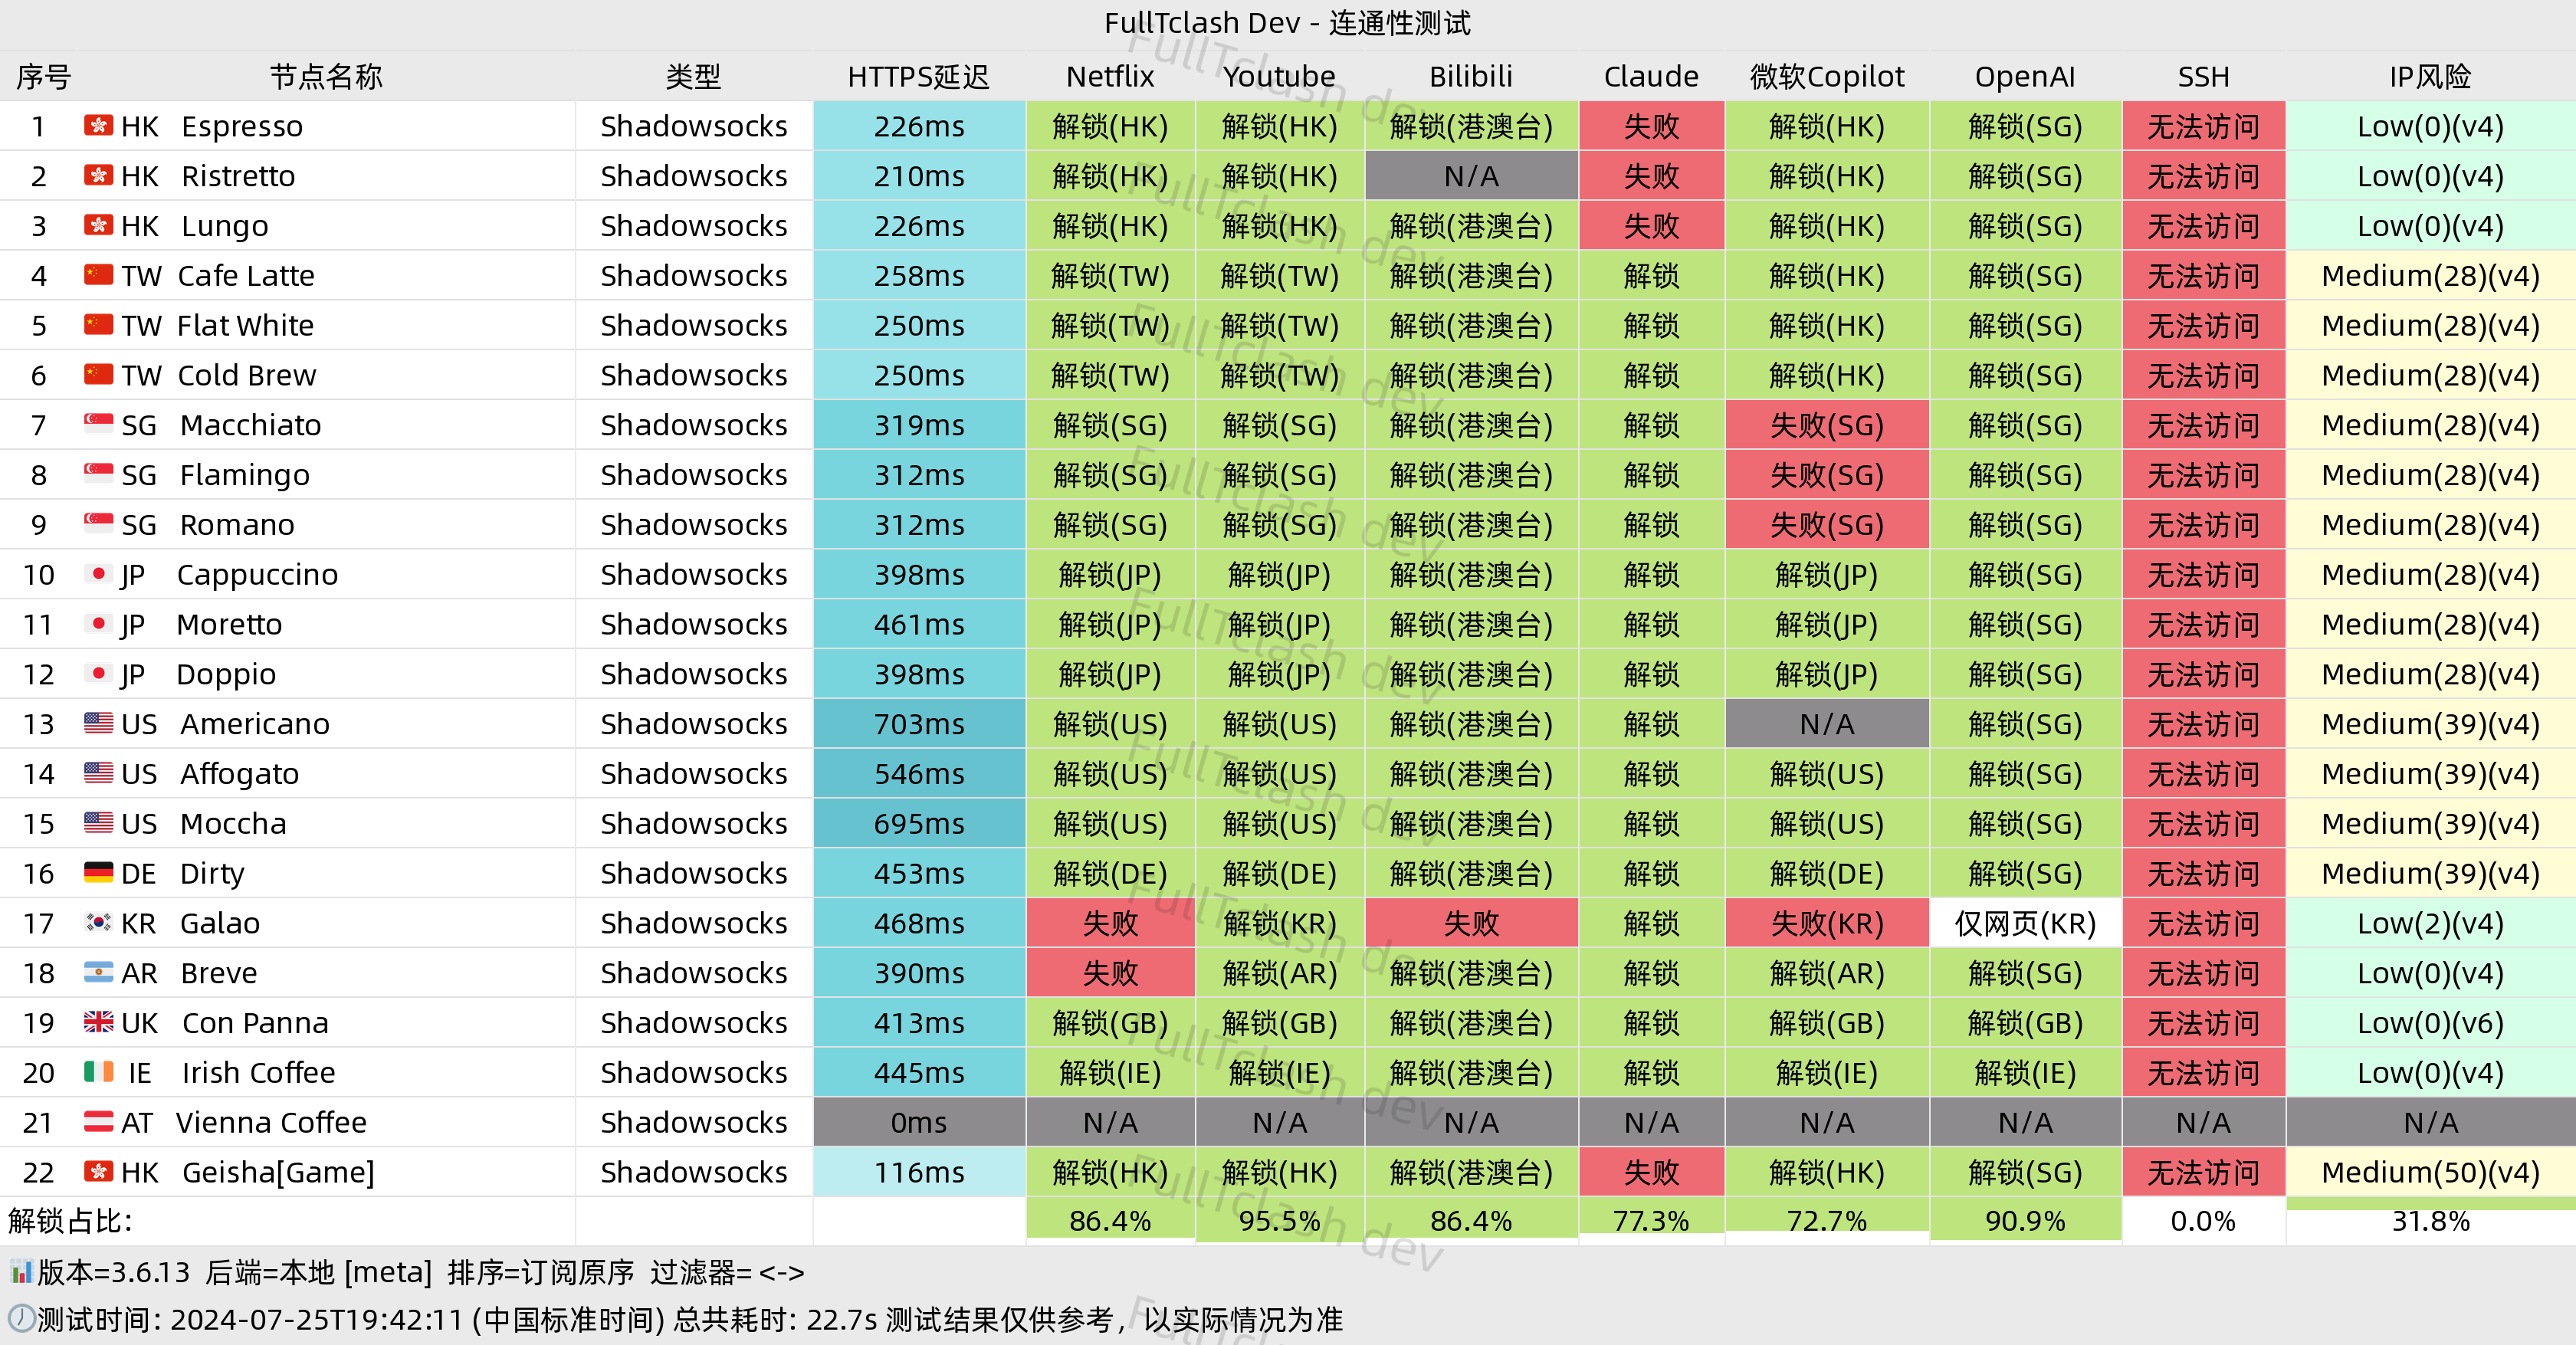 FullTclash Dev - 连通性测试
序号 节点名称 类型 HTTPS延迟 Netflix Youtube Bilibili Claude 微软Copilot OpenAI SSH IP风险
1 HK Espresso Shadowsocks 226ms 解锁(HK) 解锁(HK) 解锁(港澳台) 失败 解锁(HK) 解锁(SG) 无法访问 Low(0)(v4)
2 HK Ristretto Shadowsocks 210ms 解锁(HK) 解锁(HK) N/A 失败 解锁(HK) 解锁(SG) 无法访问 Low(0)(v4)
3 HK Lungo Shadowsocks 226ms 解锁(HK) 解锁(HK) 解锁(港澳台) 失败 解锁(HK) 解锁(SG) 无法访问 Low(0)(v4)
4 TW Cafe Latte Shadowsocks 258ms 解锁(TW) 解锁(TW) 解锁(港澳台) 解锁 解锁(HK) 解锁(SG) 无法访问 Medium(28)(v4)
5 TW Flat White Shadowsocks 250ms 解锁(TW) 解锁(TW) 解锁(港澳台) 解锁 解锁(HK) 解锁(SG) 无法访问 Medium(28)(v4)
6 TW Cold Brew Shadowsocks 250ms 解锁(TW) 解锁(TW) 解锁(港澳台) 解锁 解锁(HK) 解锁(SG) 无法访问 Medium(28)(v4)
7 SG Macchiato Shadowsocks 319ms 解锁(SG) 解锁(SG) 解锁(港澳台) 解锁 失败(SG) 解锁(SG) 无法访问 Medium(28)(v4)
8 SG Flamingo Shadowsocks 312ms 解锁(SG) 解锁(SG) 解锁(港澳台) 解锁 失败(SG) 解锁(SG) 无法访问 Medium(28)(v4)
9 SG Romano Shadowsocks 312ms 解锁(SG) 解锁(SG) 解锁(港澳台) 解锁 失败(SG) 解锁(SG) 无法访问 Medium(28)(v4)
10 JP Cappuccino Shadowsocks 398ms 解锁(JP) 解锁(JP) 解锁(港澳台) 解锁 解锁(JP) 解锁(SG) 无法访问 Medium(28)(v4)
11 JP Moretto Shadowsocks 461ms 解锁(JP) 解锁(JP) 解锁(港澳台) 解锁 解锁(JP) 解锁(SG) 无法访问 Medium(28)(v4)
12 JP Doppio Shadowsocks 398ms 解锁(JP) 解锁(JP) 解锁(港澳台) 解锁 解锁(JP) 解锁(SG) 无法访问 Medium(28)(v4)
13 US Americano Shadowsocks 703ms 解锁(US) 解锁(US) 解锁(港澳台) 解锁 N/A 解锁(SG) 无法访问 Medium(39)(v4)
14 US Affogato Shadowsocks 546ms 解锁(US) 解锁(US) 解锁(港澳台) 解锁 解锁(US) 解锁(SG) 无法访问 Medium(39)(v4)
15 US Moccha Shadowsocks 695ms 解锁(US) 解锁(US) 解锁(港澳台) 解锁 解锁(US) 解锁(SG) 无法访问 Medium(39)(v4)
16 DE Dirty Shadowsocks 453ms 解锁(DE) 解锁(DE) 解锁(港澳台) 解锁 解锁(DE) 解锁(SG) 无法访问 Medium(39)(v4)
17 KR Galao Shadowsocks 468ms 失败 解锁(KR) 失败 解锁 失败(KR) 仅网页(KR) 无法访问 Low(2)(v4)
18 AR Breve Shadowsocks 390ms 失败 解锁(AR) 解锁(港澳台) 解锁 解锁(AR) 解锁(SG) 无法访问 Low(0)(v4)
19 UK Con Panna Shadowsocks 413ms 解锁(GB) 解锁(GB) 解锁(港澳台) 解锁 解锁(GB) 解锁(GB) 无法访问 Low(0)(v6)
20 IE Irish Coffee Shadowsocks 445ms 解锁(IE) 解锁(IE) 解锁(港澳台) 解锁 解锁(IE) 解锁(IE) 无法访问 Low(0)(v4)
21 AT Vienna Coffee Shadowsocks 0ms N/A N/A N/A N/A N/A N/A N/A N/A
22 HK Geisha[Game] Shadowsocks 116ms 解锁(HK) 解锁(HK) 解锁(港澳台) 失败 解锁(HK) 解锁(SG) 无法访问 Medium(50)(v4)
解锁占比: 86.4% 95.5% 86.4% 77.3% 72.7% 90.9% 0.0% 31.8%
版本=3.6.13 后端=本地 [meta] 排序=订阅原序 过滤器= <->
测试时间: 2024-07-25T19:42:11 (中国标准时间) 总共耗时: 22.7s 测试结果仅供参考，以实际情况为准
FullTclash dev
FullTclash dev
FullTclash dev
FullTclash dev
FullTclash dev
FullTclash dev
FullTclash dev
FullTclash dev
FullTclash dev